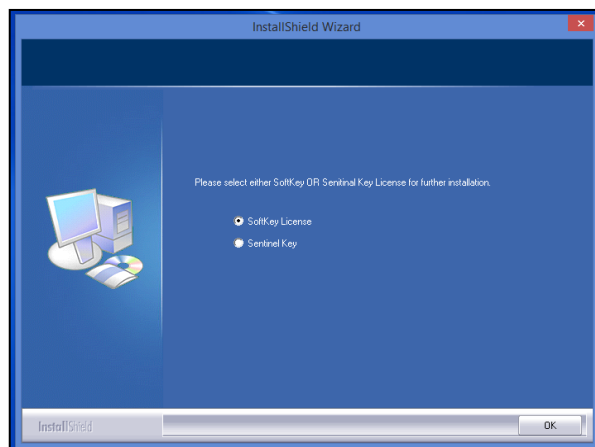 InstallShield Wizard
Please select either SoftKey OR Senitinal Key License for further installation.
SoftKey License
Sentinel Key
InstallShield
OK